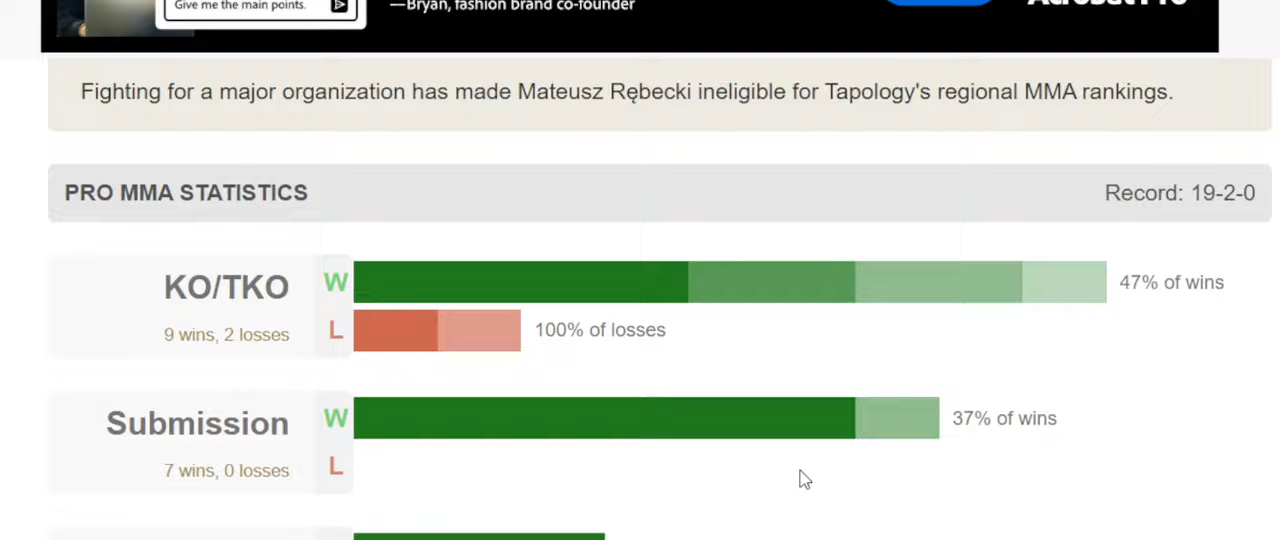 Give me the main points.
—Bryan, fashion brand co-founder
Acrobat Pro
Fighting for a major organization has made Mateusz Rębecki ineligible for Tapology's regional MMA rankings.
PRO MMA STATISTICS
Record: 19-2-0
KO/TKO
W
47% of wins
9 wins, 2 losses
L
100% of losses
Submission
W
37% of wins
7 wins, 0 losses
L